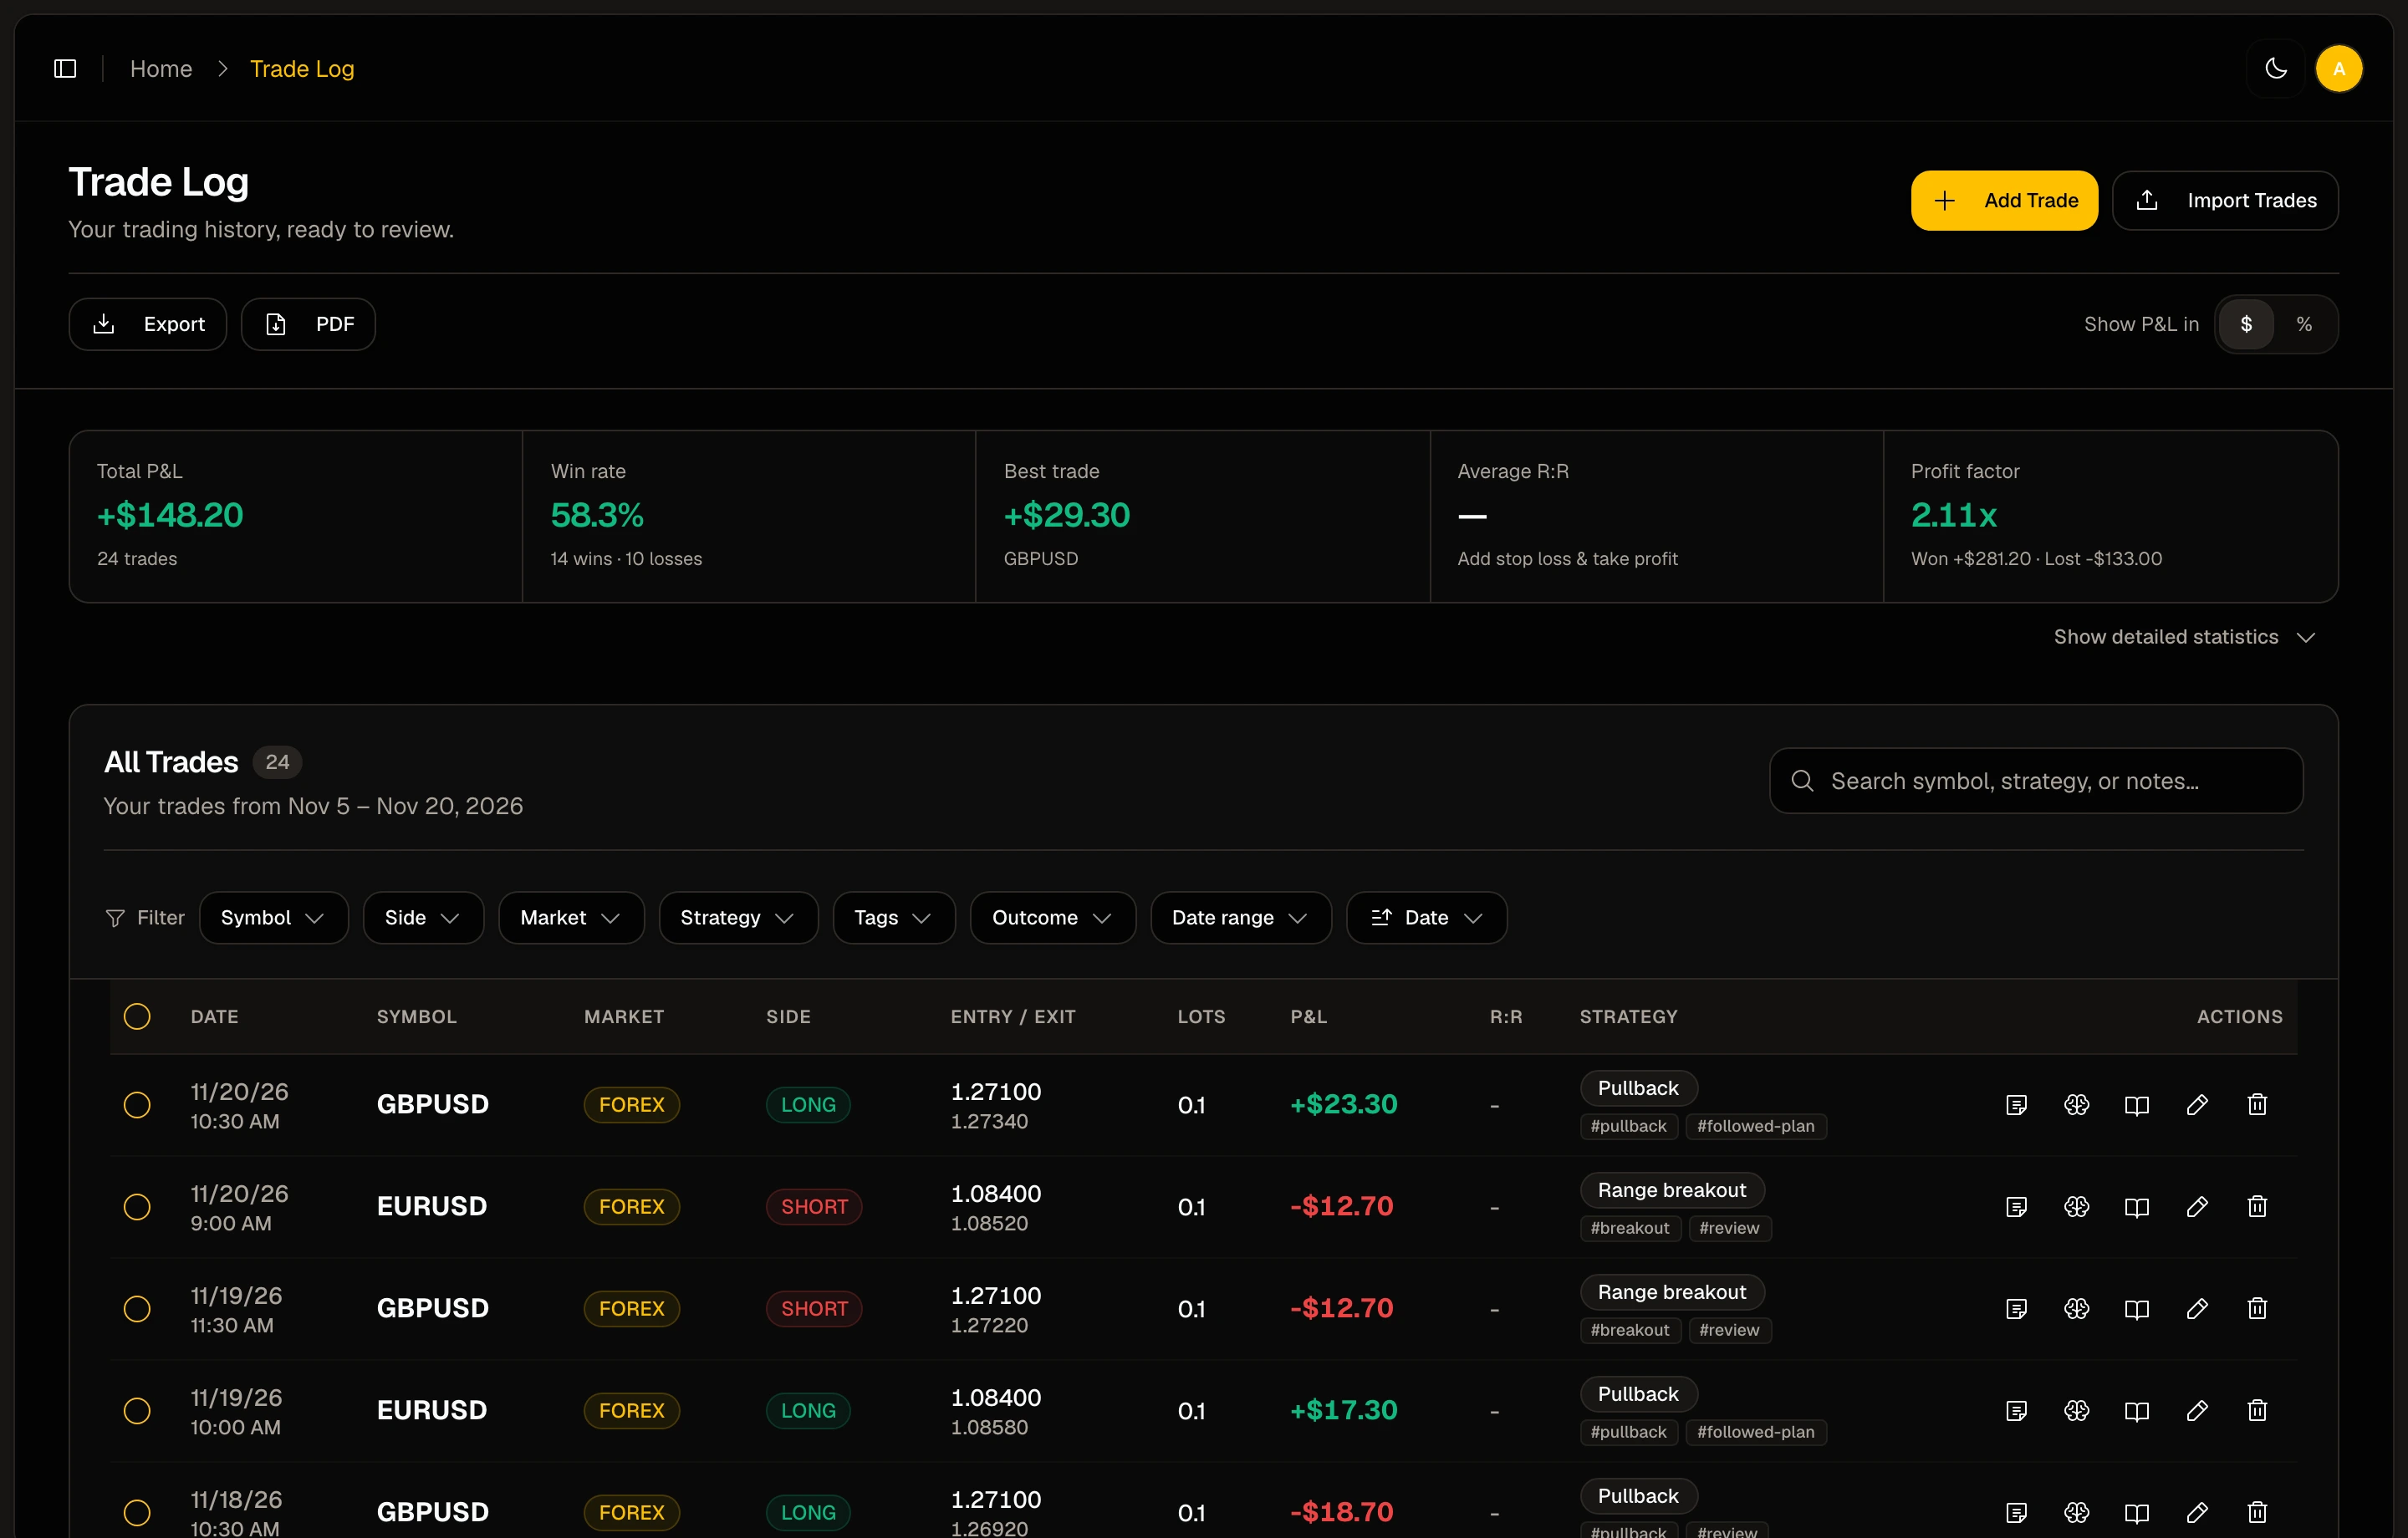 Home > Trade Log
A
Trade Log
Your trading history, ready to review.
Add Trade
Import Trades
Export
PDF
Show P&L in
$
%
Total P&L
+$148.20
24 trades
Win rate
58.3%
14 wins · 10 losses
Best trade
+$29.30
GBPUSD
Average R:R
—
Add stop loss & take profit
Profit factor
2.11x
Won +$281.20 · Lost -$133.00
Show detailed statistics
All Trades 24
Your trades from Nov 5 – Nov 20, 2026
Search symbol, strategy, or notes...
Filter Symbol Side Market Strategy Tags Outcome Date range Date
DATE SYMBOL MARKET SIDE ENTRY / EXIT LOTS P&L R:R STRATEGY ACTIONS
11/20/26
10:30 AM
GBPUSD
FOREX
LONG
1.27100
1.27340
0.1
+$23.30
-
Pullback
#pullback #followed-plan
11/20/26
9:00 AM
EURUSD
FOREX
SHORT
1.08400
1.08520
0.1
-$12.70
-
Range breakout
#breakout #review
11/19/26
11:30 AM
GBPUSD
FOREX
SHORT
1.27100
1.27220
0.1
-$12.70
-
Range breakout
#breakout #review
11/19/26
10:00 AM
EURUSD
FOREX
LONG
1.08400
1.08580
0.1
+$17.30
-
Pullback
#pullback #followed-plan
11/18/26
10:30 AM
GBPUSD
FOREX
LONG
1.27100
1.26920
0.1
-$18.70
-
Pullback
#pullback #review